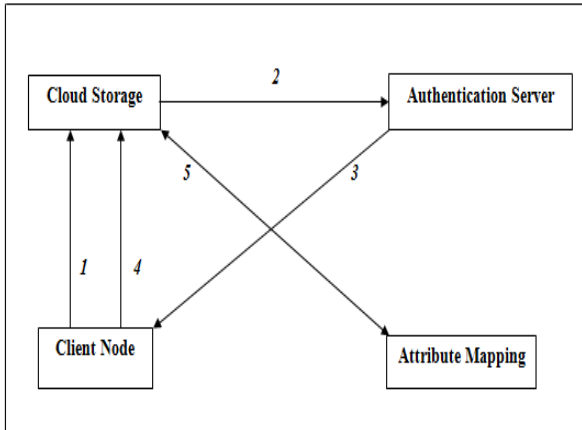 2
Cloud Storage
Authentication Server
5
3
1
4
Client Node
Attribute Mapping